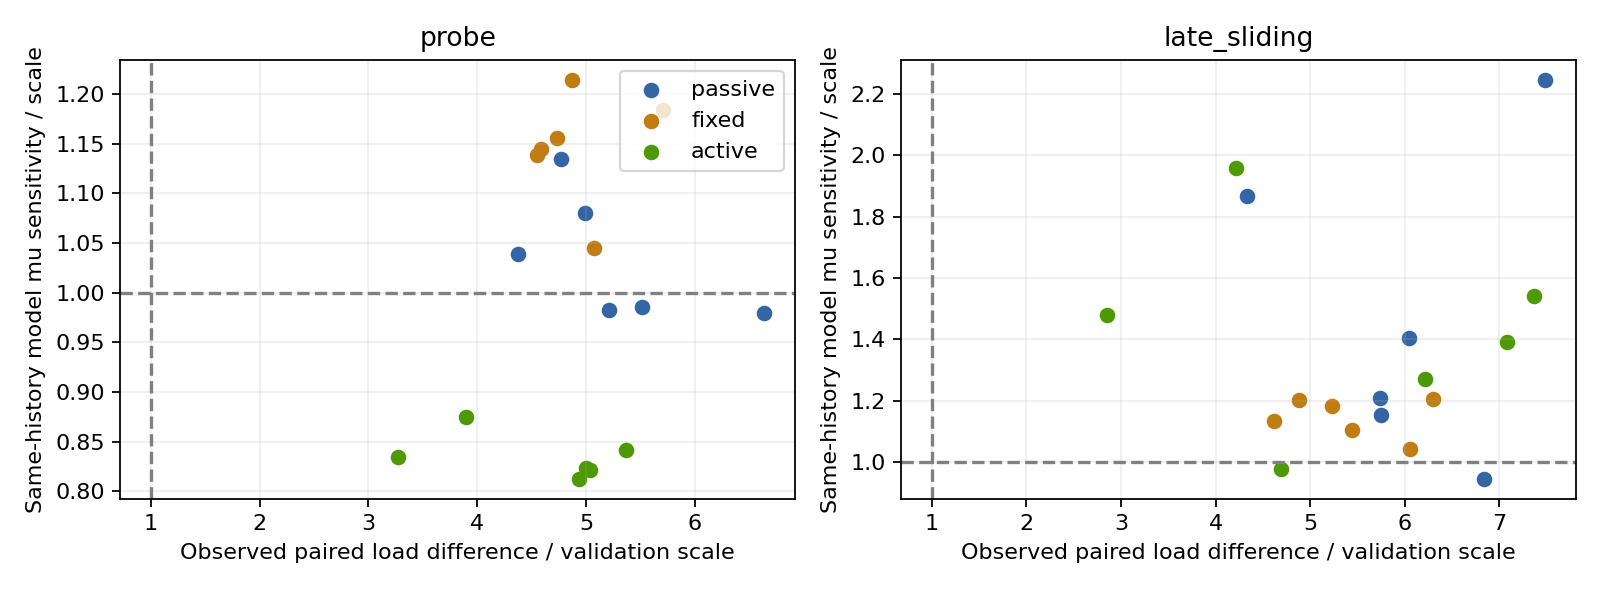 probe
Same-history model mu sensitivity / scale
1.20
1.15
1.10
1.05
1.00
0.95
0.90
0.85
0.80
passive
fixed
active
1 2 3 4 5 6
Observed paired load difference / validation scale
late_sliding
Same-history model mu sensitivity / scale
2.2
2.0
1.8
1.6
1.4
1.2
1.0
1 2 3 4 5 6 7
Observed paired load difference / validation scale